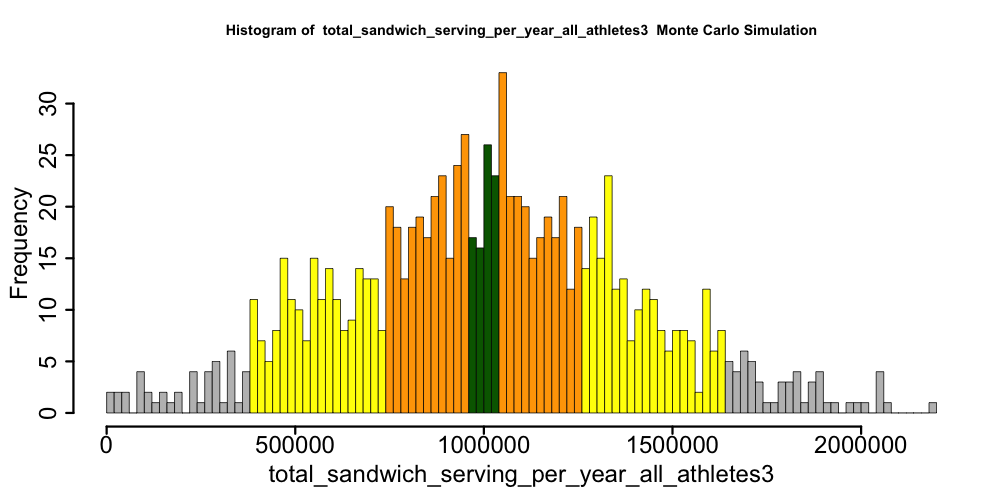 Histogram of total_sandwich_serving_per_year_all_athletes3 Monte Carlo Simulation
Frequency
30
25
20
15
10
5
0
0 500000 1000000 1500000 2000000
total_sandwich_serving_per_year_all_athletes3